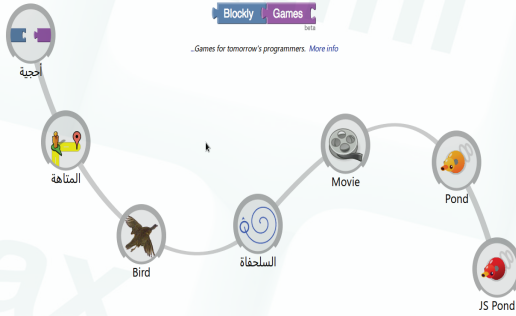 Blockly Games
beta
..Games for tomorrow's programmers. More info
أحجية
المتاهة
Bird
السلحفاة
Movie
Pond
JS Pond